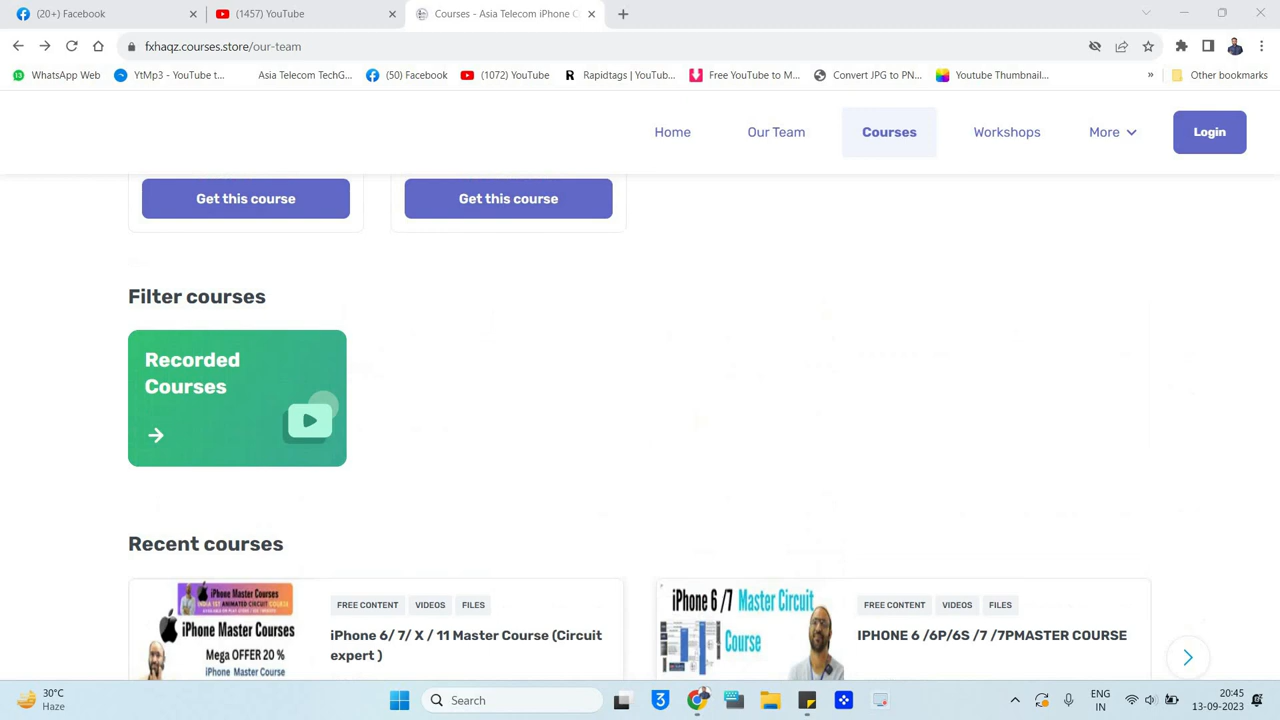 (20+) Facebook
(1457) YouTube
Courses - Asia Telecom iPhone C
fxhaqz.courses.store/our-team
WhatsApp Web
YtMp3 - YouTube t...
Asia Telecom TechG...
(50) Facebook
(1072) YouTube
Rapidtags | YouTub...
Free YouTube to M...
Convert JPG to PN...
Youtube Thumbnail...
»
Other bookmarks
Home
Our Team
Courses
Workshops
More
Login
Get this course
Get this course
Filter courses
Recorded
Courses
Recent courses
iPhone Master Courses
iPhone Master Courses
Mega OFFER 20 %
iPhone Master Course
FREE CONTENT
VIDEOS
FILES
iPhone 6/ 7/ X / 11 Master Course (Circuit
expert )
iPhone 6 /7 Master Circuit
Course
FREE CONTENT
VIDEOS
FILES
IPHONE 6 /6P/6S /7 /7PMASTER COURSE
30°C
Haze
Search
ENG
IN
20:45
13-09-2023